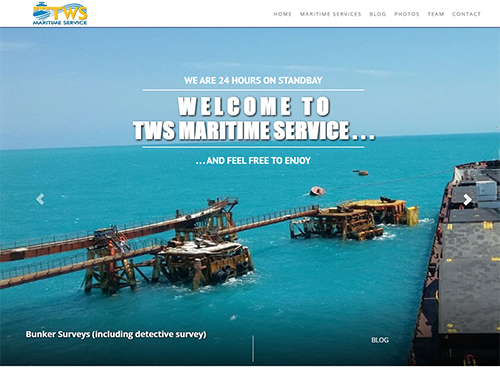 TWS
MARITIME SERVICE
HOME MARITIME SERVICES BLOG PHOTOS TEAM CONTACT
WE ARE 24 HOURS ON STANDBAY
WELCOME TO
TWS MARITIME SERVICE...
...AND FEEL FREE TO ENJOY
Bunker Surveys (including detective survey)
BLOG